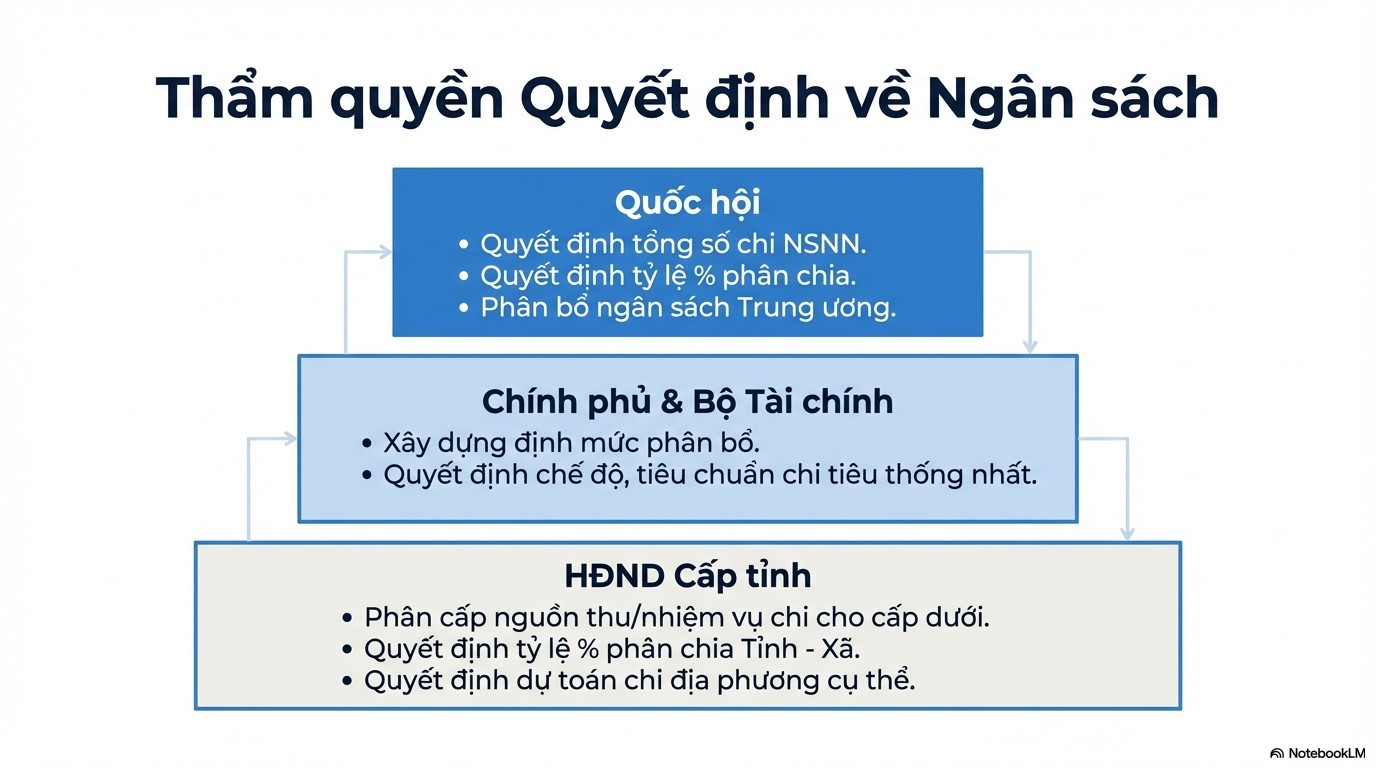 Thẩm quyền Quyết định về Ngân sách
Quốc hội
• Quyết định tổng số chi NSNN.
• Quyết định tỷ lệ % phân chia.
• Phân bổ ngân sách Trung ương.
Chính phủ & Bộ Tài chính
• Xây dựng định mức phân bổ.
• Quyết định chế độ, tiêu chuẩn chi tiêu thống nhất.
HĐND Cấp tỉnh
• Phân cấp nguồn thu/nhiệm vụ chi cho cấp dưới.
• Quyết định tỷ lệ % phân chia Tỉnh - Xã.
• Quyết định dự toán chi địa phương cụ thể.
NotebookLM